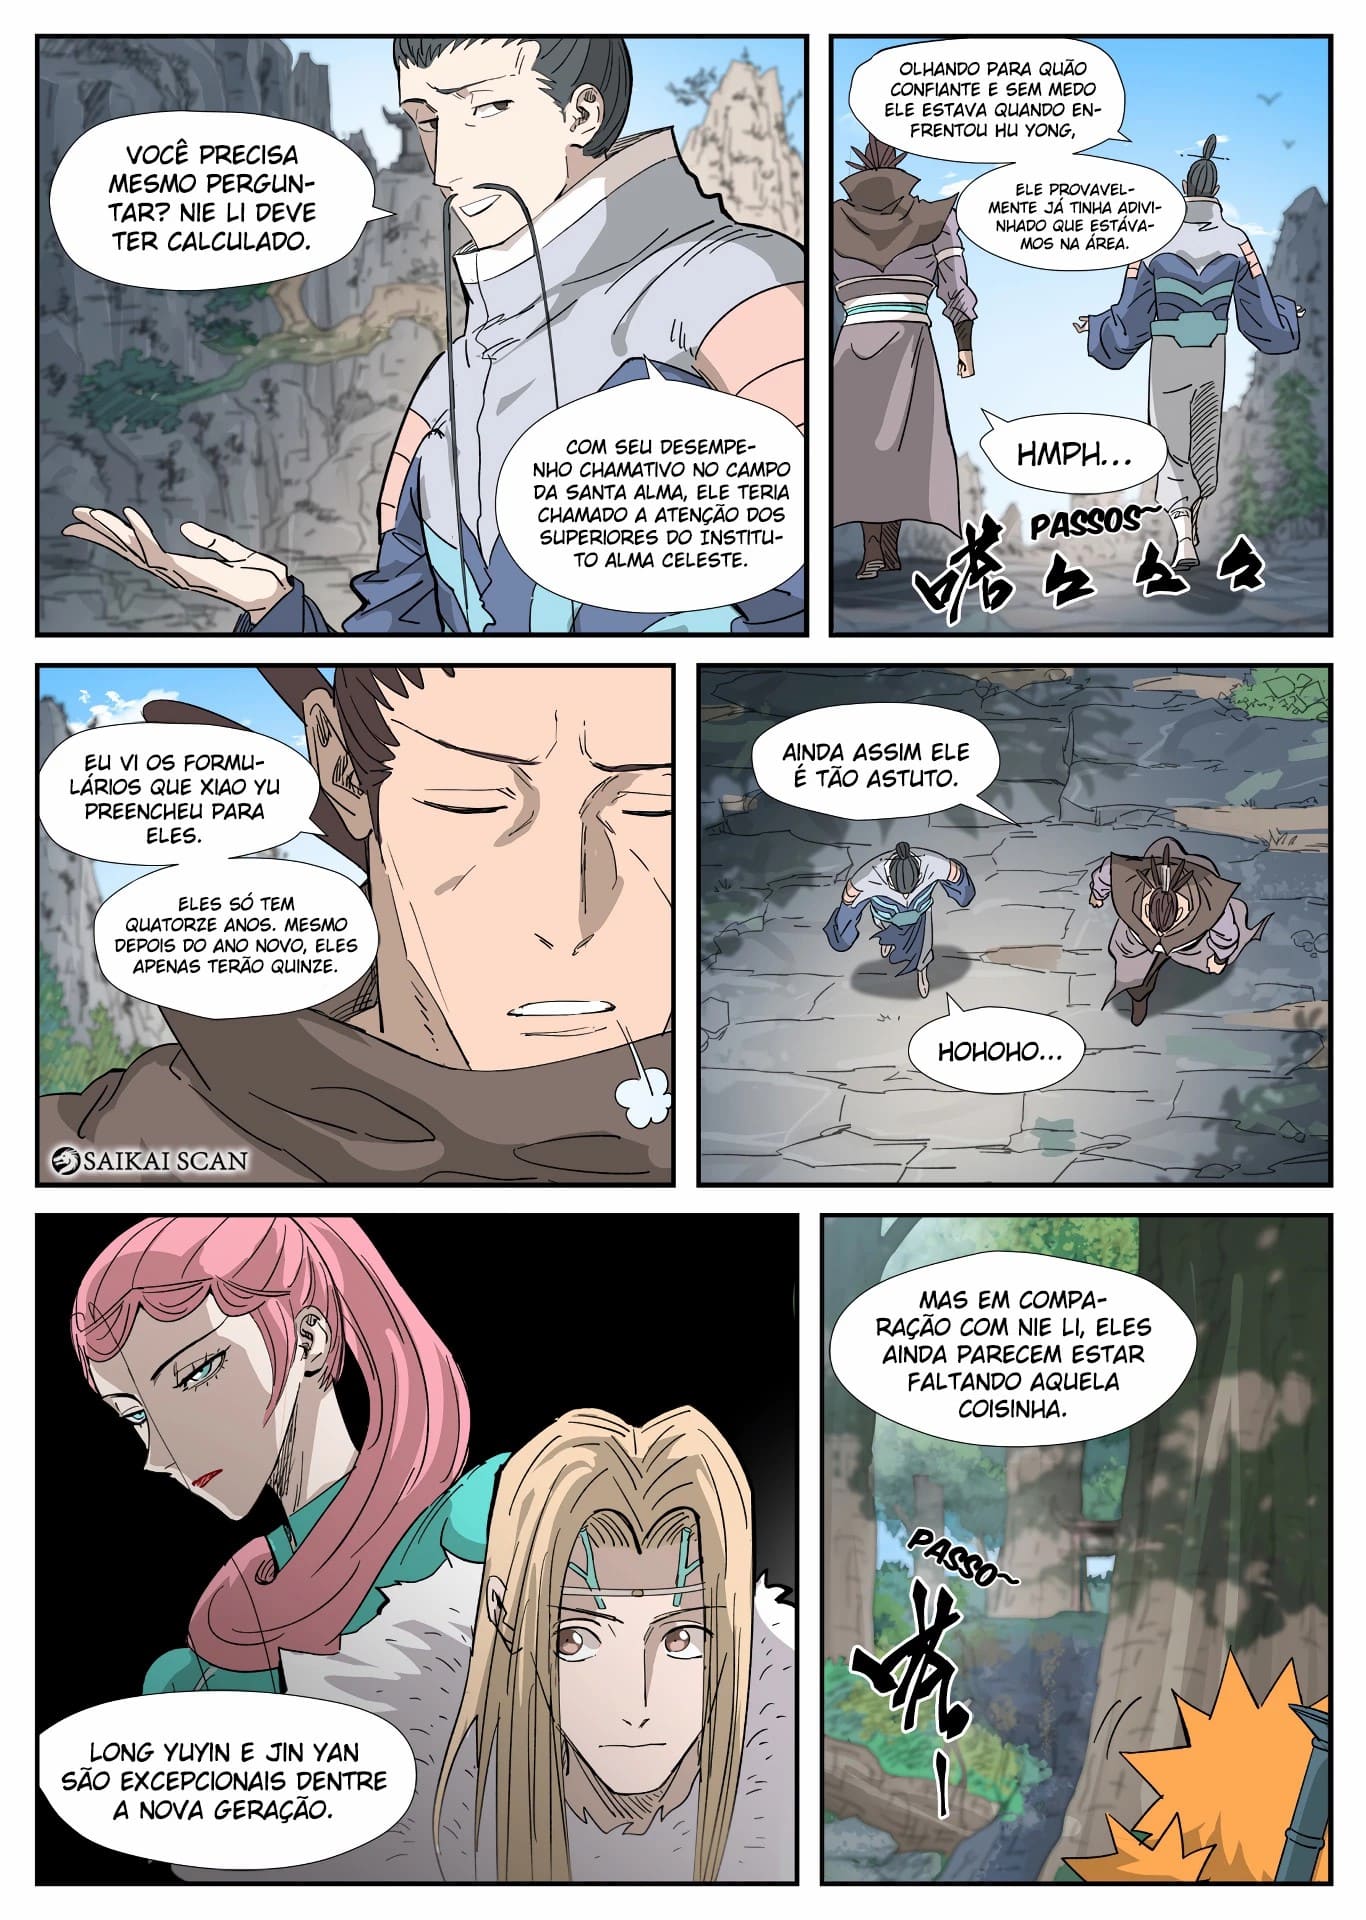 VOCÊ PRECISA
MESMO PERGUN-
TAR? NIE LI DEVE
TER CALCULADO.
COM SEU DESEMPE-
NHO CHAMATIVO NO CAMPO
DA SANTA ALMA, ELE TERIA
CHAMADO A ATENÇÃO DOS
SUPERIORES DO INSTITU-
TO ALMA CELESTE.
OLHANDO PARA QUÃO
CONFIANTE E SEM MEDO
ELE ESTAVA QUANDO EN-
FRENTOU HU YONG,
ELE PROVAVEL-
MENTE JÁ TINHA ADIVI-
NHADO QUE ESTÁVA-
MOS NA ÁREA.
HMPH...
PASSOS~
嗒
EU VI OS FORMU-
LÁRIOS QUE XIAO YU
PREENCHEU PARA
ELES.
ELES SÓ TEM
QUATORZE ANOS. MESMO
DEPOIS DO ANO NOVO, ELES
APENAS TERÃO QUINZE.
SAIKAI SCAN
AINDA ASSIM ELE
É TÃO ASTUTO.
HOHOHO...
LONG YUYIN E JIN YAN
SÃO EXCEPCIONAIS DENTRE
A NOVA GERAÇÃO.
MAS EM COMPA-
RAÇÃO COM NIE LI, ELES
AINDA PARECEM ESTAR
FALTANDO AQUELA
COISINHA.
PASSO~